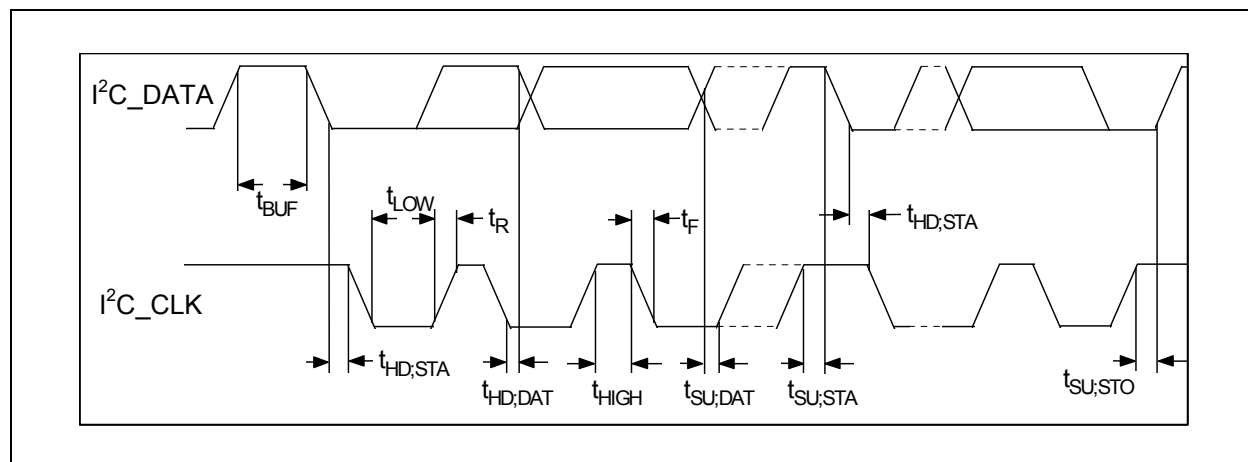 I²C_DATA
tBUF
tLOW
tR
tF
tHD;STA
I²C_CLK
tHD;STA
tHD;DAT
tHIGH
tSU;DAT
tSU;STA
tSU;STO